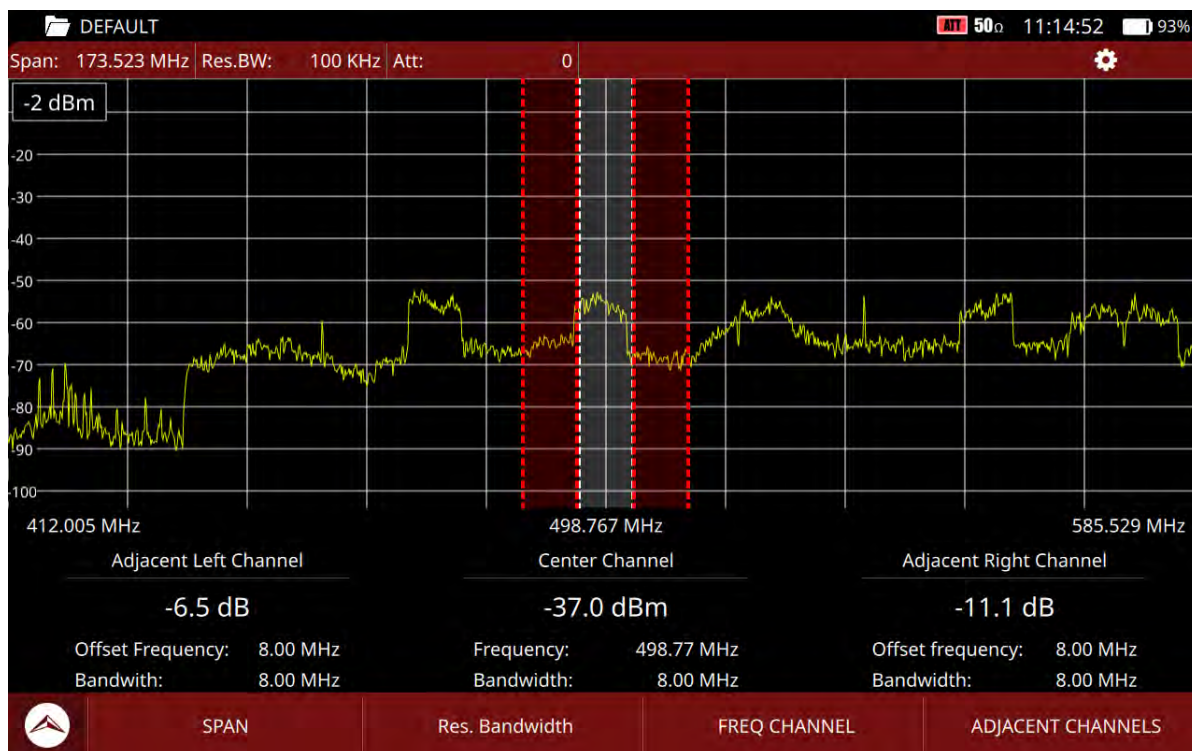 DEFAULT ATT 50Ω 11:14:52 93%
Span: 173.523 MHz Res.BW: 100 KHz Att: 0
-2 dBm
-20
-30
-40
-50
-60
-70
-80
-90
-100
412.005 MHz 498.767 MHz 585.529 MHz
Adjacent Left Channel Center Channel Adjacent Right Channel
-6.5 dB -37.0 dBm -11.1 dB
Offset Frequency: 8.00 MHz Frequency: 498.77 MHz Offset frequency: 8.00 MHz
Bandwith: 8.00 MHz Bandwidth: 8.00 MHz Bandwidth: 8.00 MHz
SPAN Res. Bandwidth FREQ CHANNEL ADJACENT CHANNELS